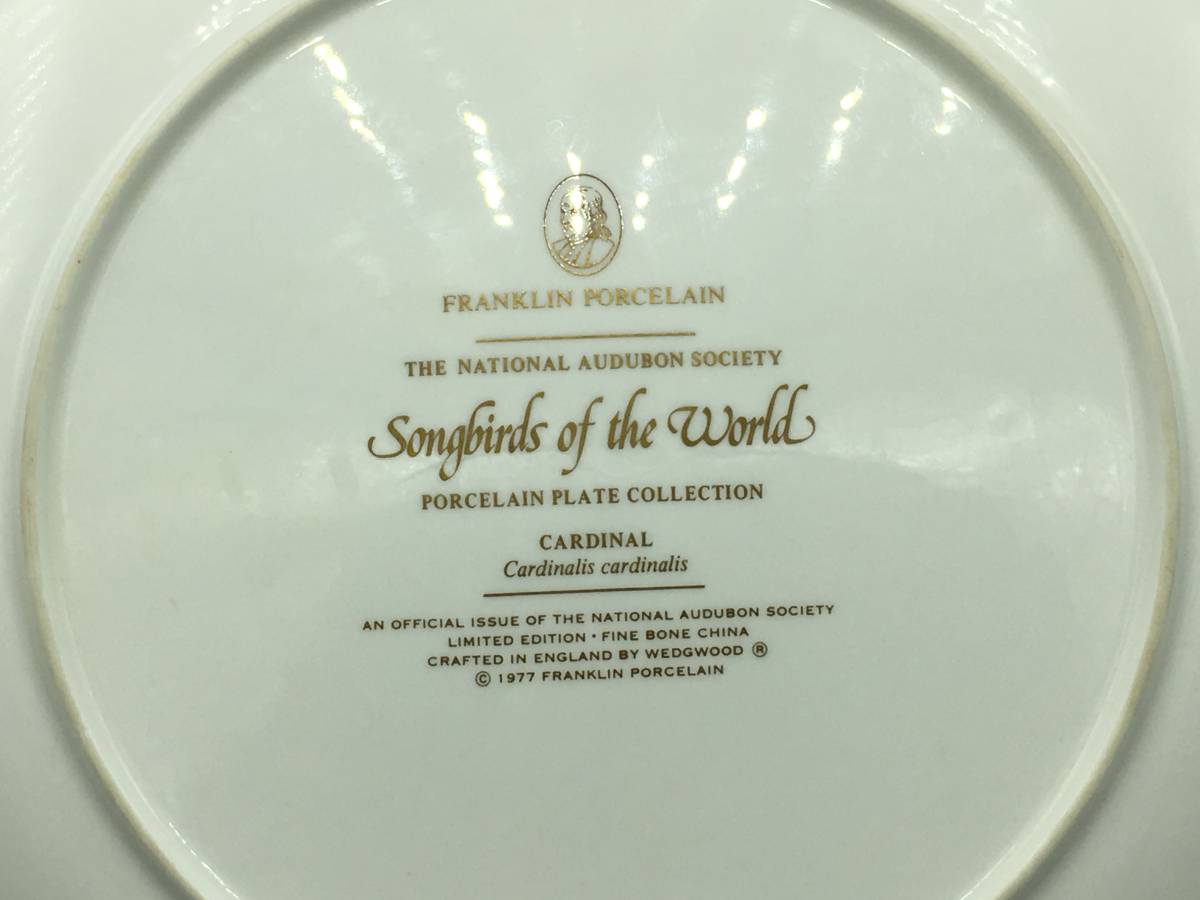 FRANKLIN PORCELAIN
THE NATIONAL AUDUBON SOCIETY
Songbirds of the World
PORCELAIN PLATE COLLECTION
CARDINAL
Cardinalis cardinalis
AN OFFICIAL ISSUE OF THE NATIONAL AUDUBON SOCIETY
LIMITED EDITION • FINE BONE CHINA
CRAFTED IN ENGLAND BY WEDGWOOD ®
© 1977 FRANKLIN PORCELAIN